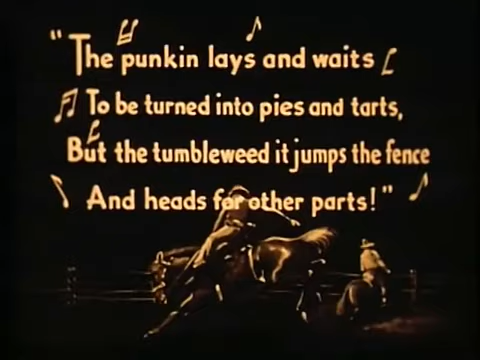 "The punkin lays and waits
To be turned into pies and tarts,
But the tumbleweed it jumps the fence
And heads for other parts!"